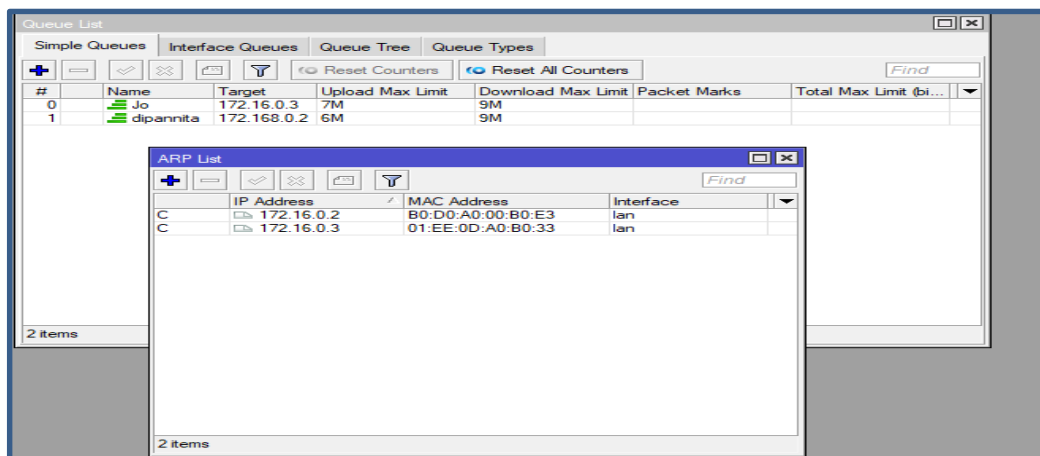 Queue List
Simple Queues Interface Queues Queue Tree Queue Types
Reset Counters Reset All Counters Find
# Name Target Upload Max Limit Download Max Limit Packet Marks Total Max Limit (bi...
0 Jo 172.16.0.3 7M 9M
1 dipannita 172.168.0.2 6M 9M
2 items
ARP List
Find
IP Address MAC Address Interface
C 172.16.0.2 B0:D0:A0:00:B0:E3 lan
C 172.16.0.3 01:EE:0D:A0:B0:33 lan
2 items